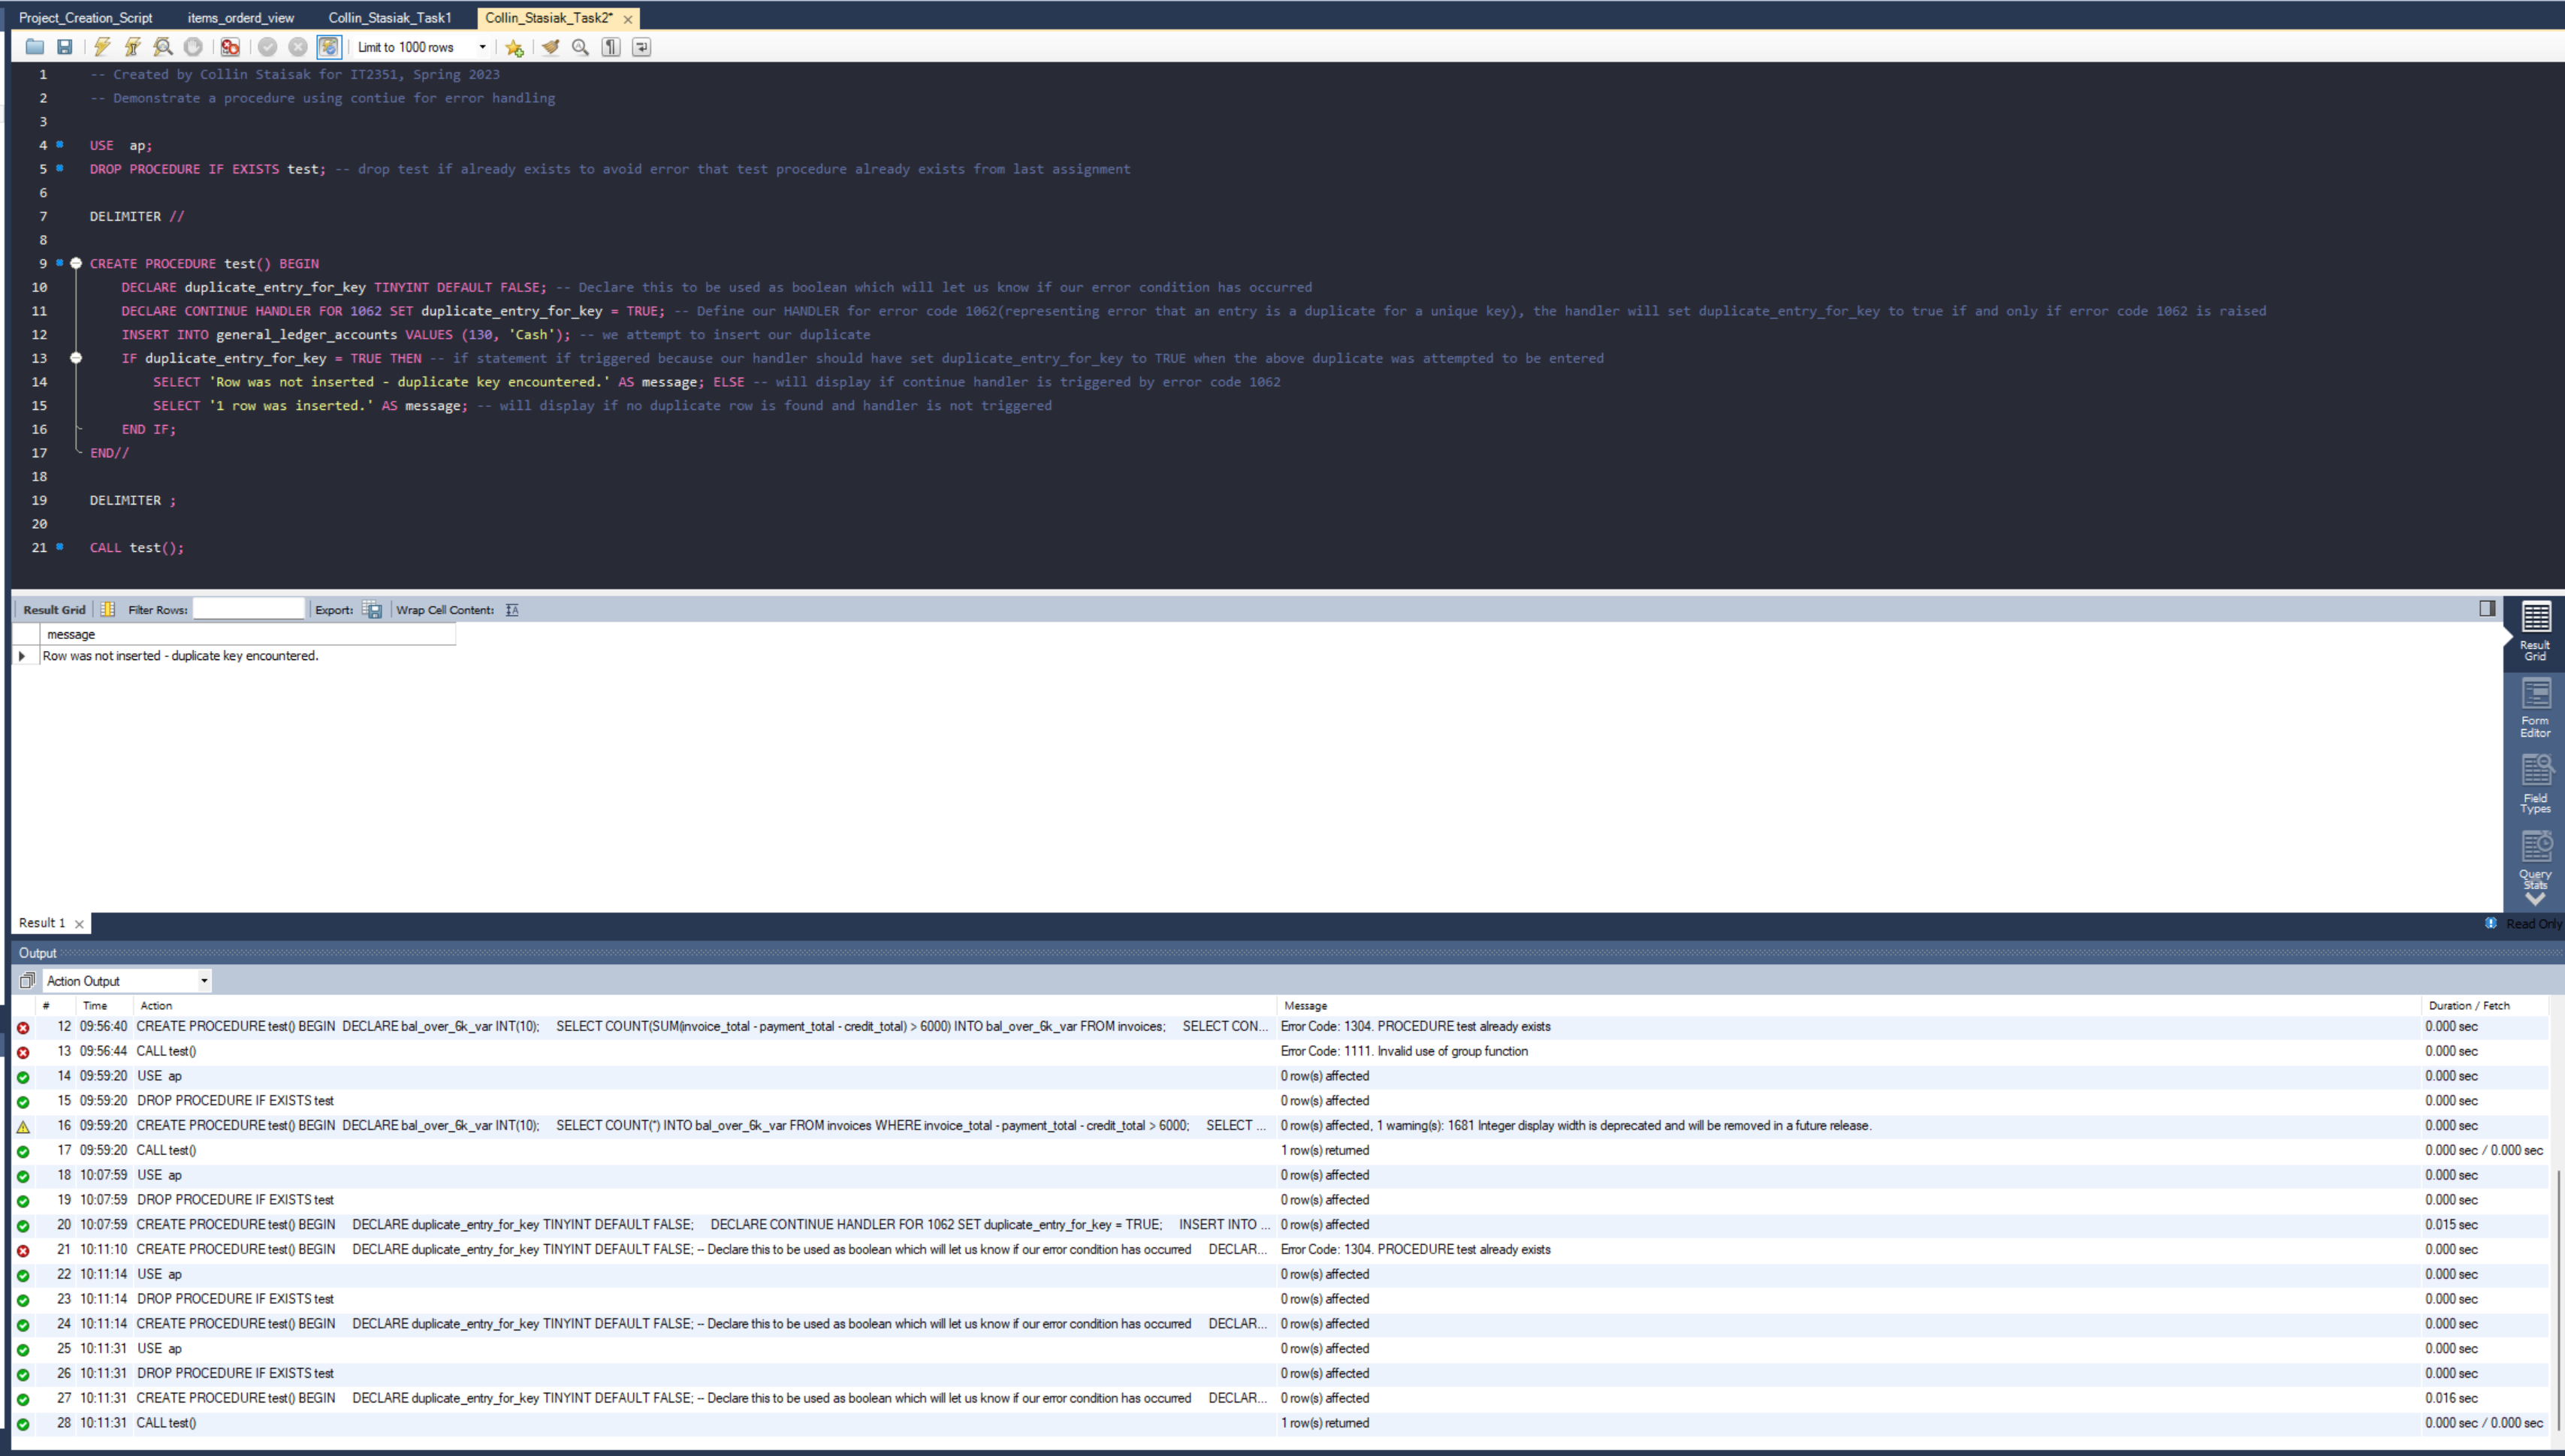 Project_Creation_Script items_orderd_view Collin_Stasiak_Task1 Collin_Stasiak_Task2*
Limit to 1000 rows
1 -- Created by Collin Staisak for IT2351, Spring 2023
2 -- Demonstrate a procedure using contiue for error handling
3
4 USE ap;
5 DROP PROCEDURE IF EXISTS test; -- drop test if already exists to avoid error that test procedure already exists from last assignment
6
7 DELIMITER //
8
9 CREATE PROCEDURE test() BEGIN
10 DECLARE duplicate_entry_for_key TINYINT DEFAULT FALSE; -- Declare this to be used as boolean which will let us know if our error condition has occurred
11 DECLARE CONTINUE HANDLER FOR 1062 SET duplicate_entry_for_key = TRUE; -- Define our HANDLER for error code 1062(representing error that an entry is a duplicate for a unique key), the handler will set duplicate_entry_for_key to true if and only if error code 1062 is raised
12 INSERT INTO general_ledger_accounts VALUES (130, 'Cash'); -- we attempt to insert our duplicate
13 IF duplicate_entry_for_key = TRUE THEN -- if statement if triggered because our handler should have set duplicate_entry_for_key to TRUE when the above duplicate was attempted to be entered
14 SELECT 'Row was not inserted - duplicate key encountered.' AS message; ELSE -- will display if continue handler is triggered by error code 1062
15 SELECT '1 row was inserted.' AS message; -- will display if no duplicate row is found and handler is not triggered
16 END IF;
17 END//
18
19 DELIMITER ;
20
21 CALL test();
Result Grid Filter Rows: Export: Wrap Cell Content:
message
Row was not inserted - duplicate key encountered.
Result Grid
Form Editor
Field Types
Query Stats
Result 1 Read Only
Output
Action Output
# Time Action Message Duration / Fetch
12 09:56:40 CREATE PROCEDURE test() BEGIN DECLARE bal_over_6k_var INT(10); SELECT COUNT(SUM(invoice_total - payment_total - credit_total) > 6000) INTO bal_over_6k_var FROM invoices; SELECT CON... Error Code: 1304. PROCEDURE test already exists 0.000 sec
13 09:56:44 CALL test() Error Code: 1111. Invalid use of group function 0.000 sec
14 09:59:20 USE ap 0 row(s) affected 0.000 sec
15 09:59:20 DROP PROCEDURE IF EXISTS test 0 row(s) affected 0.000 sec
16 09:59:20 CREATE PROCEDURE test() BEGIN DECLARE bal_over_6k_var INT(10); SELECT COUNT(*) INTO bal_over_6k_var FROM invoices WHERE invoice_total - payment_total - credit_total > 6000; SELECT ... 0 row(s) affected, 1 warning(s): 1681 Integer display width is deprecated and will be removed in a future release. 0.000 sec
17 09:59:20 CALL test() 1 row(s) returned 0.000 sec / 0.000 sec
18 10:07:59 USE ap 0 row(s) affected 0.000 sec
19 10:07:59 DROP PROCEDURE IF EXISTS test 0 row(s) affected 0.000 sec
20 10:07:59 CREATE PROCEDURE test() BEGIN DECLARE duplicate_entry_for_key TINYINT DEFAULT FALSE; DECLARE CONTINUE HANDLER FOR 1062 SET duplicate_entry_for_key = TRUE; INSERT INTO ... 0 row(s) affected 0.015 sec
21 10:11:10 CREATE PROCEDURE test() BEGIN DECLARE duplicate_entry_for_key TINYINT DEFAULT FALSE; -- Declare this to be used as boolean which will let us know if our error condition has occurred DECLAR... Error Code: 1304. PROCEDURE test already exists 0.000 sec
22 10:11:14 USE ap 0 row(s) affected 0.000 sec
23 10:11:14 DROP PROCEDURE IF EXISTS test 0 row(s) affected 0.000 sec
24 10:11:14 CREATE PROCEDURE test() BEGIN DECLARE duplicate_entry_for_key TINYINT DEFAULT FALSE; -- Declare this to be used as boolean which will let us know if our error condition has occurred DECLAR... 0 row(s) affected 0.000 sec
25 10:11:31 USE ap 0 row(s) affected 0.000 sec
26 10:11:31 DROP PROCEDURE IF EXISTS test 0 row(s) affected 0.000 sec
27 10:11:31 CREATE PROCEDURE test() BEGIN DECLARE duplicate_entry_for_key TINYINT DEFAULT FALSE; -- Declare this to be used as boolean which will let us know if our error condition has occurred DECLAR... 0 row(s) affected 0.016 sec
28 10:11:31 CALL test() 1 row(s) returned 0.000 sec / 0.000 sec